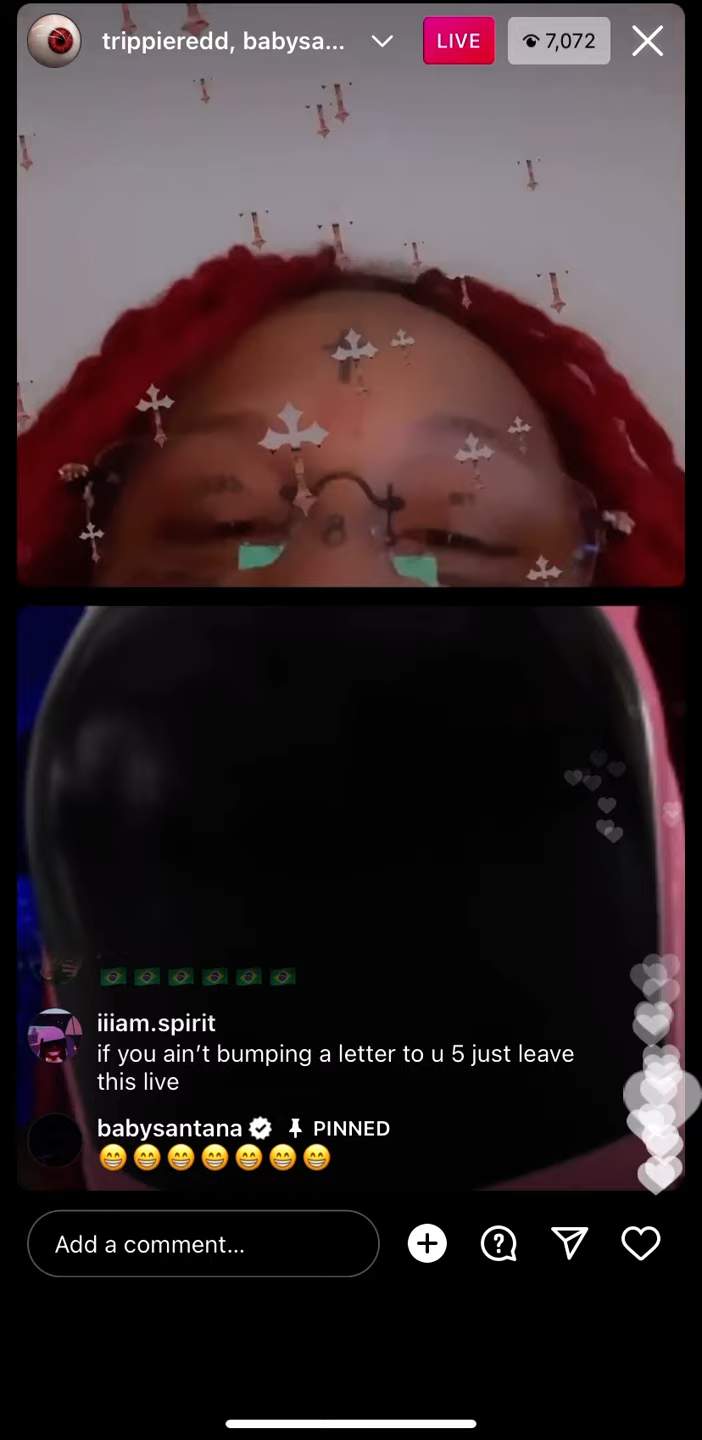 trippieredd, babysa...
LIVE
7,072
🇧🇷 🇧🇷 🇧🇷 🇧🇷 🇧🇷 🇧🇷
iiiam.spirit
if you ain’t bumping a letter to u 5 just leave
this live
babysantana PINNED
😁😁😁😁😁😁😁
Add a comment...